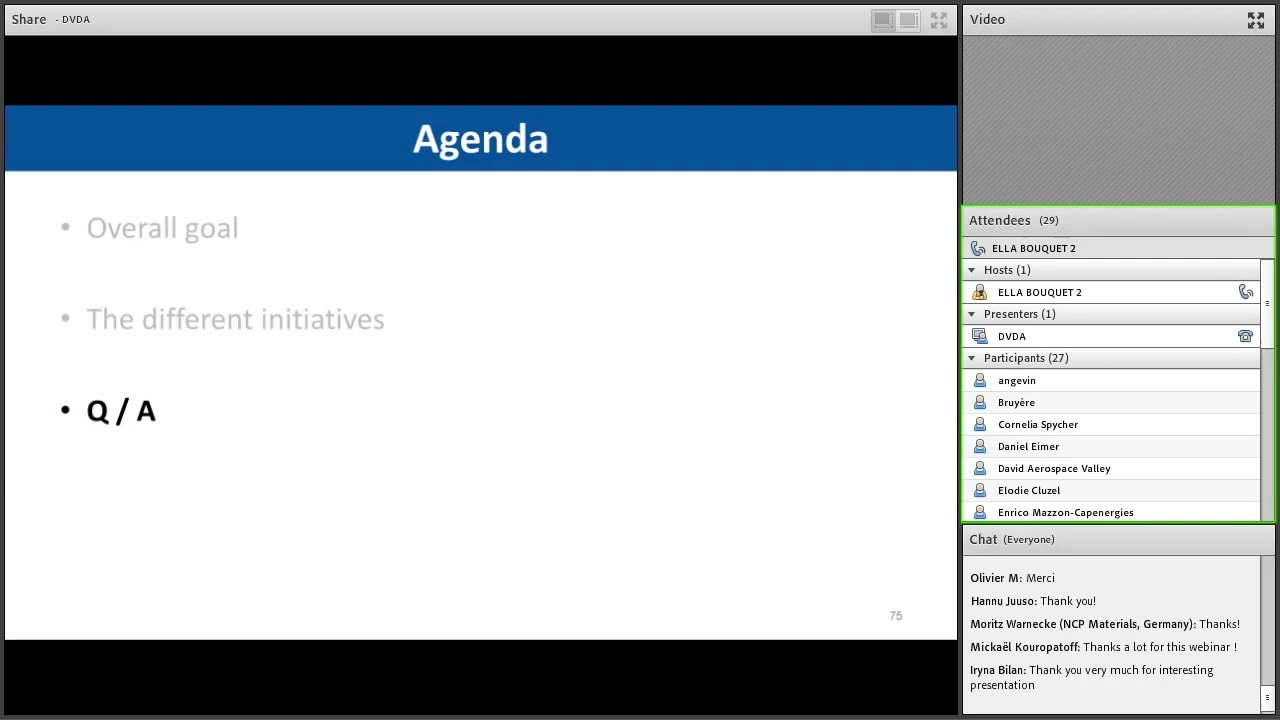 Share - DVDA
Agenda
• Overall goal
• The different initiatives
• Q / A
75
Video
Attendees (29)
ELLA BOUQUET 2
Hosts (1)
ELLA BOUQUET 2
Presenters (1)
DVDA
Participants (27)
angevin
Bruyère
Cornelia Spycher
Daniel Eimer
David Aerospace Valley
Elodie Cluzel
Enrico Mazzon-Capenergies
Chat (Everyone)
Olivier M: Merci
Hannu Juuso: Thank you!
Moritz Warnecke (NCP Materials, Germany): Thanks!
Mickaël Kouropatoff: Thanks a lot for this webinar !
Iryna Bilan: Thank you very much for interesting
presentation